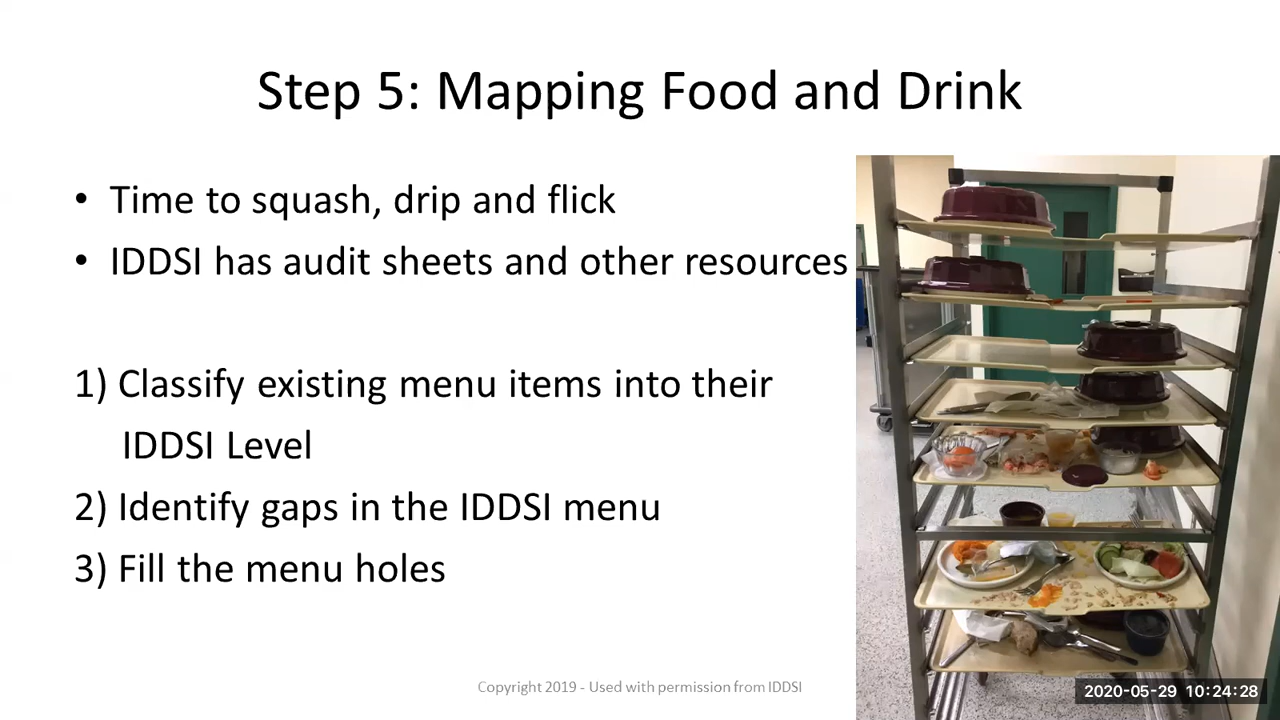 Step 5: Mapping Food and Drink
• Time to squash, drip and flick
• IDDSI has audit sheets and other resources
1) Classify existing menu items into their
IDDSI Level
2) Identify gaps in the IDDSI menu
3) Fill the menu holes
Copyright 2019 - Used with permission from IDDSI
2020-05-29 10:24:28